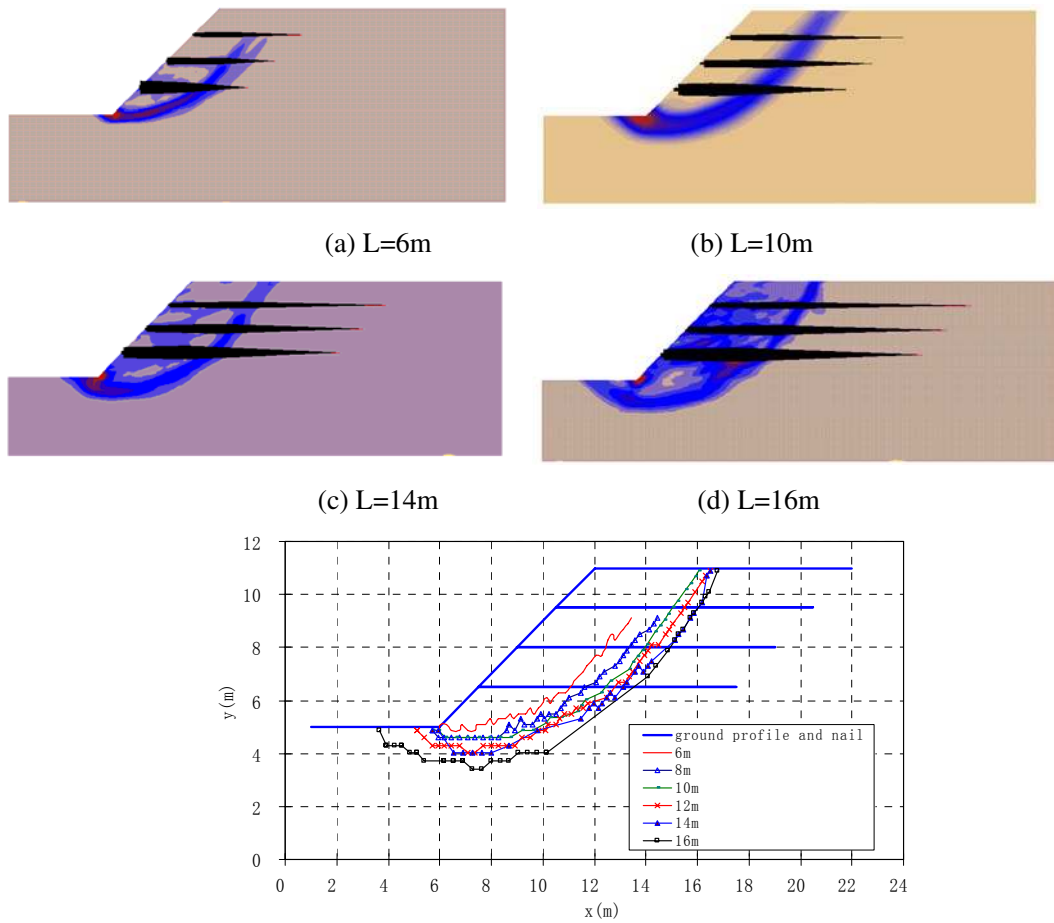 (a) L=6m
(b) L=10m
(c) L=14m
(d) L=16m
12
10
8
6
4
2
0
y(m)
0 2 4 6 8 10 12 14 16 18 20 22 24
x(m)
ground profile and nail
6m
8m
10m
12m
14m
16m